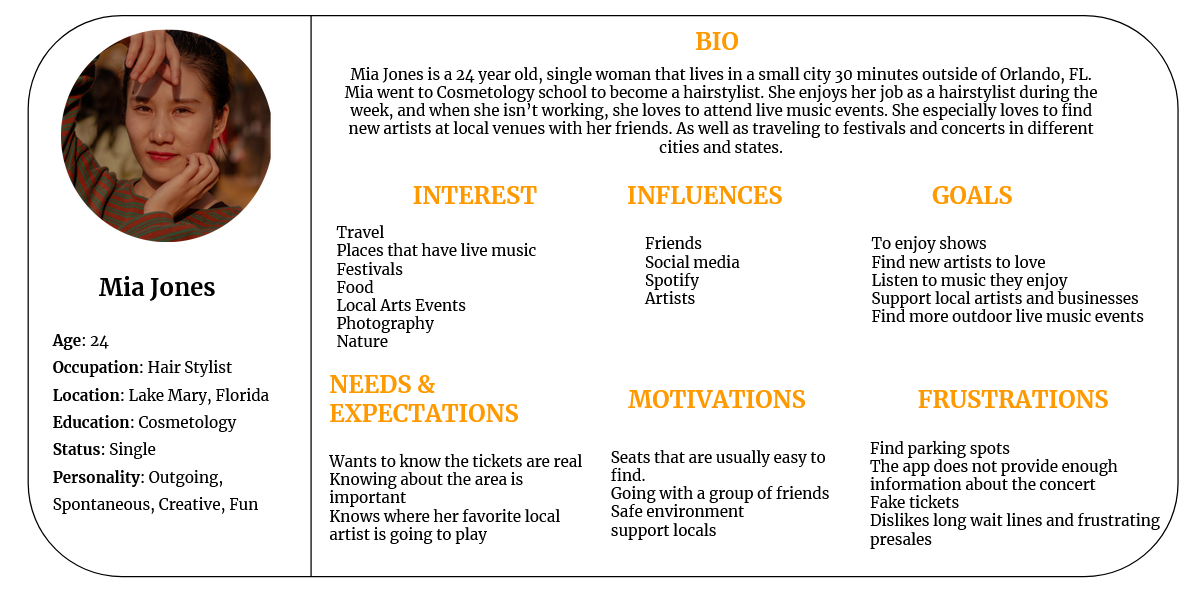 Mia Jones
Age: 24
Occupation: Hair Stylist
Location: Lake Mary, Florida
Education: Cosmetology
Status: Single
Personality: Outgoing,
Spontaneous, Creative, Fun
BIO
Mia Jones is a 24 year old, single woman that lives in a small city 30 minutes outside of Orlando, FL.
Mia went to Cosmetology school to become a hairstylist. She enjoys her job as a hairstylist during the
week, and when she isn't working, she loves to attend live music events. She especially loves to find
new artists at local venues with her friends. As well as traveling to festivals and concerts in different
cities and states.
INTEREST
Travel
Places that have live music
Festivals
Food
Local Arts Events
Photography
Nature
INFLUENCES
Friends
Social media
Spotify
Artists
GOALS
To enjoy shows
Find new artists to love
Listen to music they enjoy
Support local artists and businesses
Find more outdoor live music events
NEEDS &
EXPECTATIONS
Wants to know the tickets are real
Knowing about the area is
important
Knows where her favorite local
artist is going to play
MOTIVATIONS
Seats that are usually easy to
find.
Going with a group of friends
Safe environment
support locals
FRUSTRATIONS
Find parking spots
The app does not provide enough
information about the concert
Fake tickets
Dislikes long wait lines and frustrating
presales